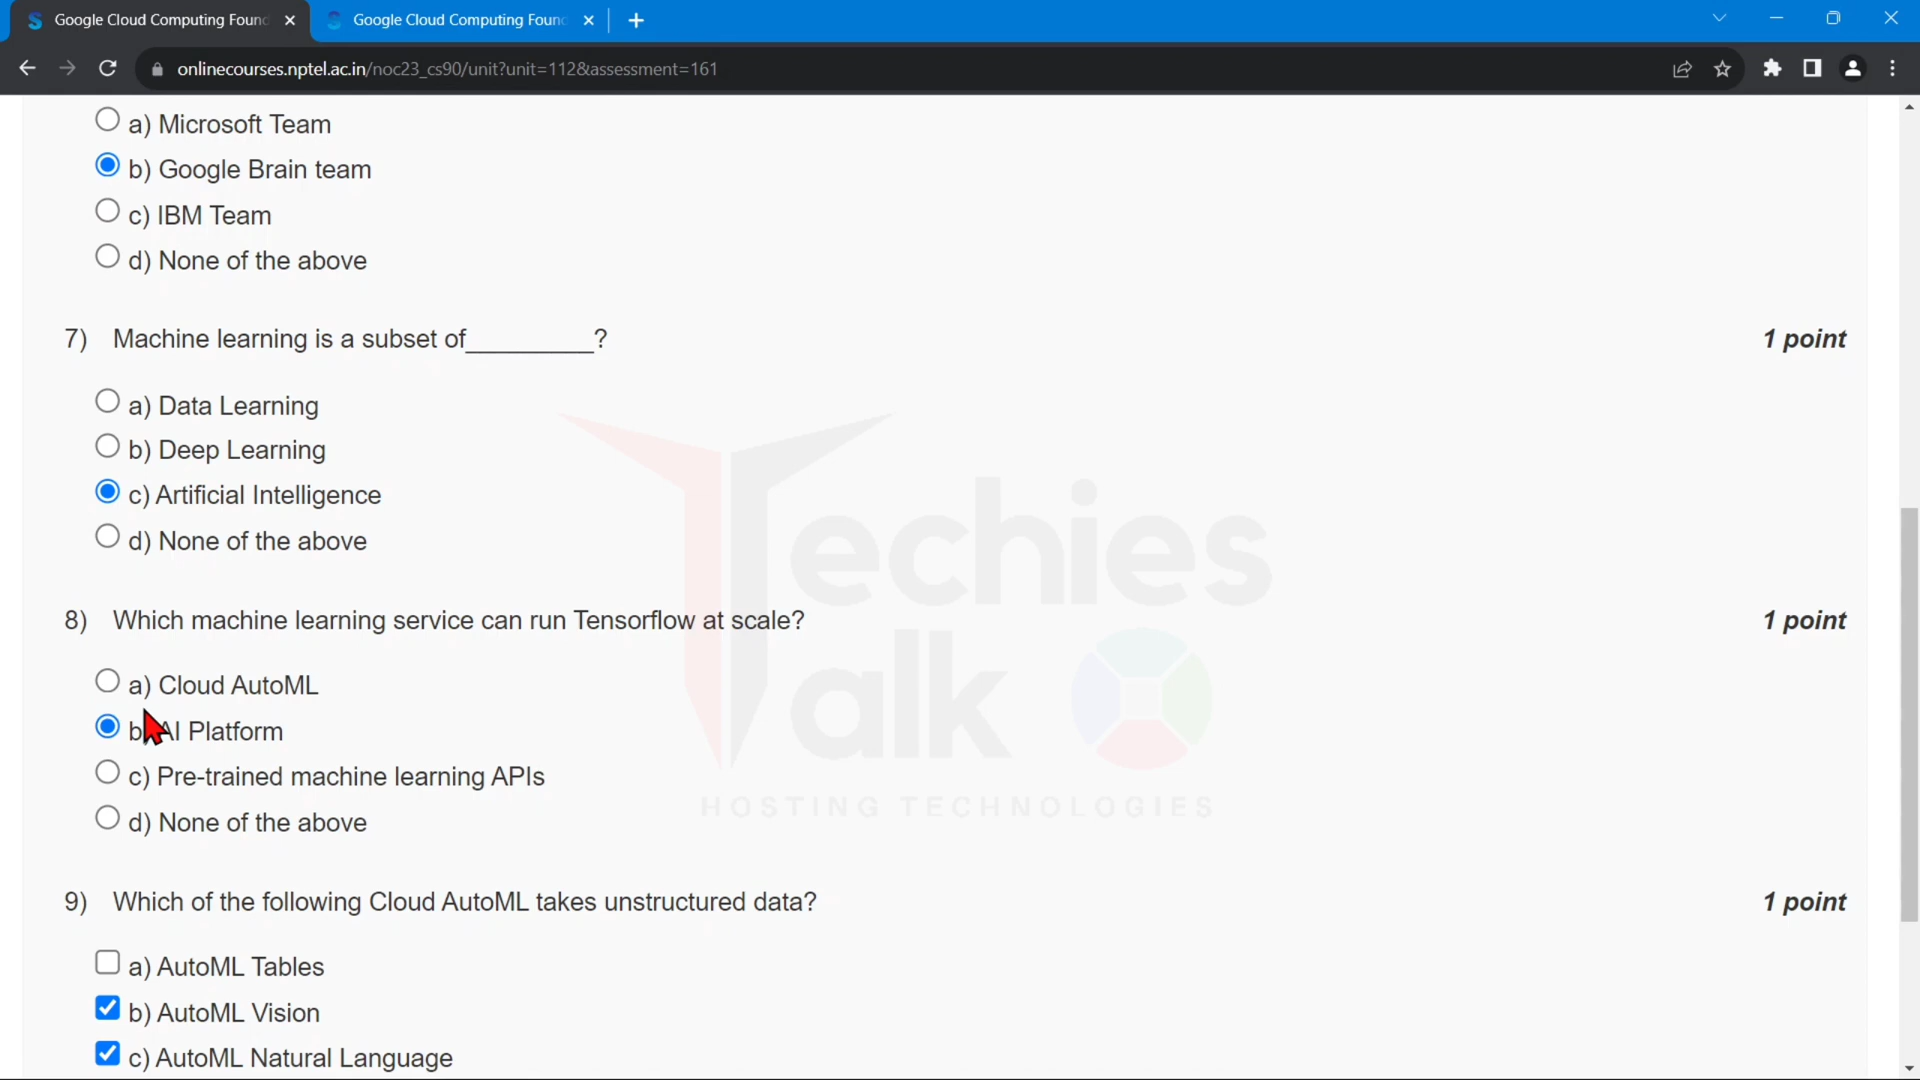 Google Cloud Computing Found
Google Cloud Computing Foun
onlinecourses.nptel.ac.in/noc23_cs90/unit?unit=112&assessment=161
a) Microsoft Team
b) Google Brain team
c) IBM Team
d) None of the above
7) Machine learning is a subset of_________? 1 point
a) Data Learning
b) Deep Learning
c) Artificial Intelligence
d) None of the above
8) Which machine learning service can run Tensorflow at scale? 1 point
a) Cloud AutoML
b) AI Platform
c) Pre-trained machine learning APIs
d) None of the above
9) Which of the following Cloud AutoML takes unstructured data? 1 point
a) AutoML Tables
b) AutoML Vision
c) AutoML Natural Language
Techies
Talk
HOSTING TECHNOLOGIES